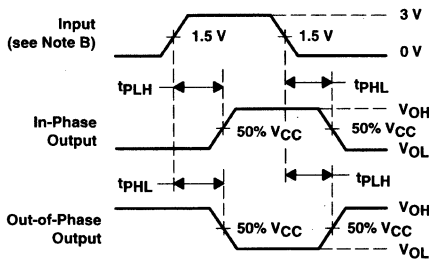 Input
(see Note B)
3 V
1.5 V
1.5 V
0 V
tPLH
tPHL
In-Phase
Output
VOH
50% VCC
50% VCC
VOL
tPHL
tPLH
Out-of-Phase
Output
VOH
50% VCC
50% VCC
VOL